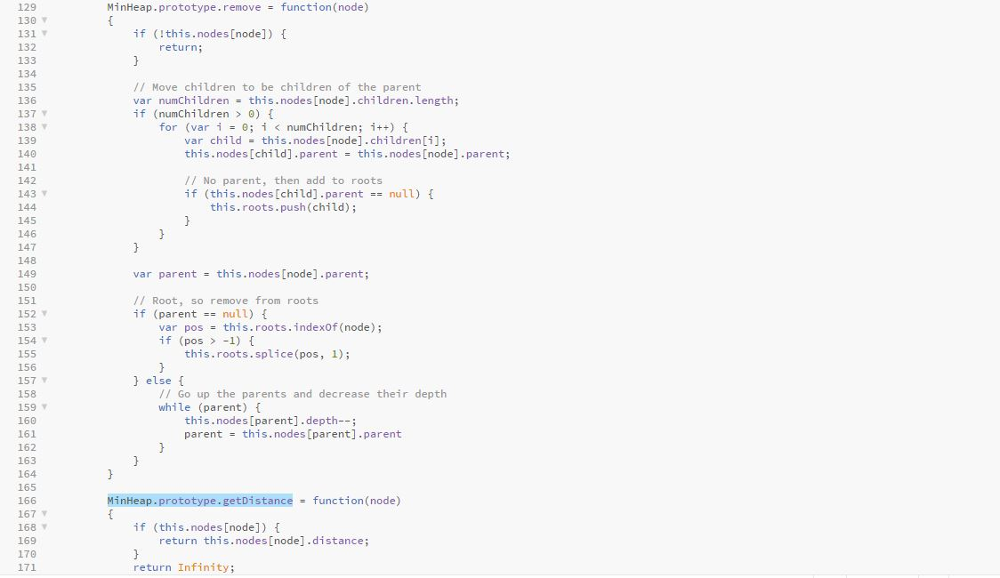 129 MinHeap.prototype.remove = function(node)
130 {
131 if (!this.nodes[node]) {
132 return;
133 }
134
135 // Move children to be children of the parent
136 var numChildren = this.nodes[node].children.length;
137 if (numChildren > 0) {
138 for (var i = 0; i < numChildren; i++) {
139 var child = this.nodes[node].children[i];
140 this.nodes[child].parent = this.nodes[node].parent;
141
142 // No parent, then add to roots
143 if (this.nodes[child].parent == null) {
144 this.roots.push(child);
145 }
146 }
147 }
148
149 var parent = this.nodes[node].parent;
150
151 // Root, so remove from roots
152 if (parent == null) {
153 var pos = this.roots.indexOf(node);
154 if (pos > -1) {
155 this.roots.splice(pos, 1);
156 }
157 } else {
158 // Go up the parents and decrease their depth
159 while (parent) {
160 this.nodes[parent].depth--;
161 parent = this.nodes[parent].parent
162 }
163 }
164 }
165
166 MinHeap.prototype.getDistance = function(node)
167 {
168 if (this.nodes[node]) {
169 return this.nodes[node].distance;
170 }
171 return Infinity;